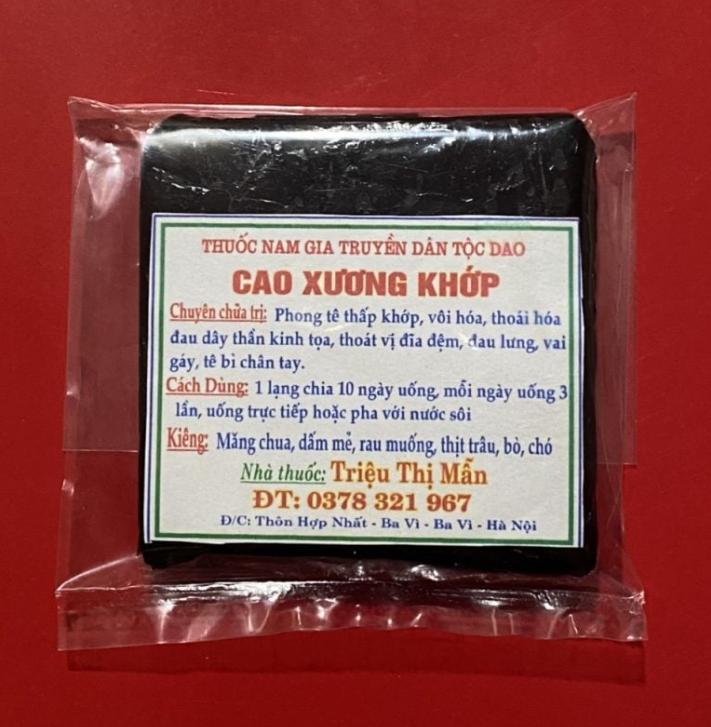 THUỐC NAM GIA TRUYỀN DÂN TỘC DAO
CAO XƯƠNG KHỚP
Chuyên chữa trị: Phong tê thấp khớp, vôi hóa, thoái hóa
đau dây thần kinh tọa, thoát vị đĩa đệm, đau lưng, vai
gáy, tê bì chân tay.
Cách Dùng: 1 lạng chia 10 ngày uống, mỗi ngày uống 3
lần, uống trực tiếp hoặc pha với nước sôi
Kiêng: Măng chua, dấm mẻ, rau muống, thịt trâu, bò, chó
Nhà thuốc: Triệu Thị Mẫn
ĐT: 0378 321 967
Đ/C: Thôn Hợp Nhất - Ba Vì - Ba Vì - Hà Nội